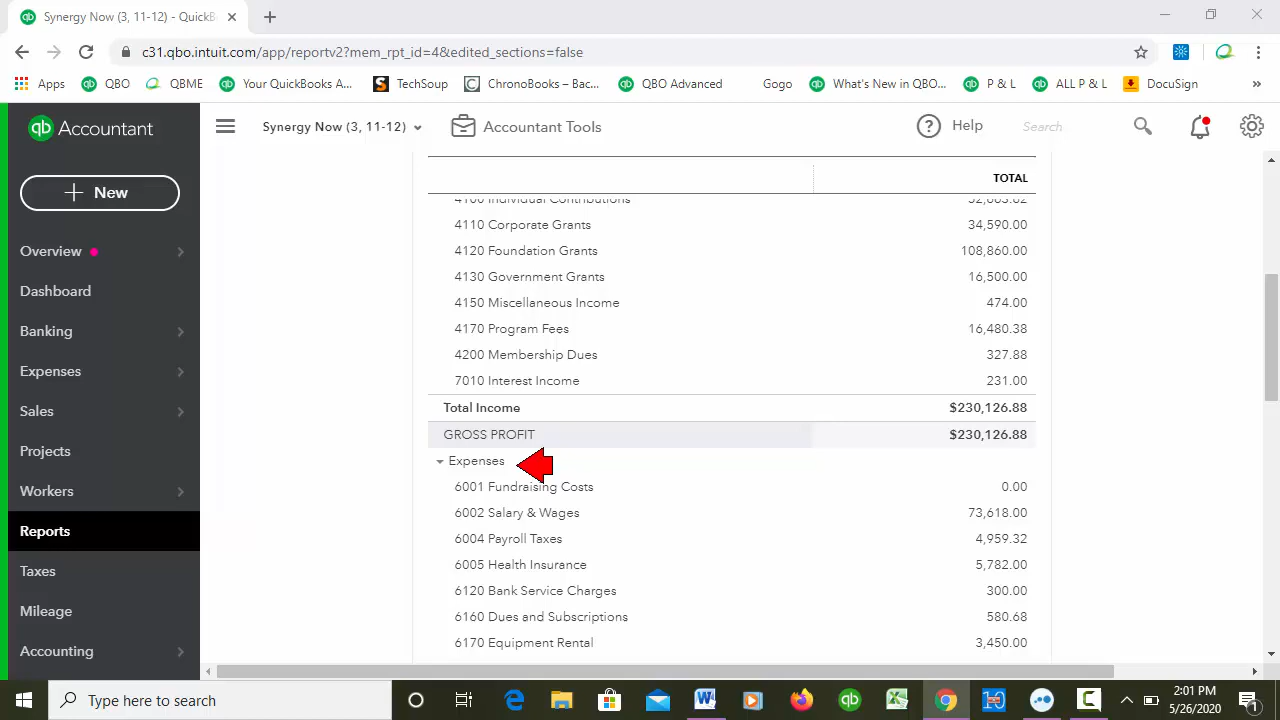 Synergy Now (3, 11-12) - QuickB
c31.qbo.intuit.com/app/reportv2?mem_rpt_id=4&edited_sections=false
Apps QBO QBME Your QuickBooks A... TechSoup ChronoBooks – Bac... QBO Advanced Gogo What's New in QBO... P & L ALL P & L DocuSign »
qb Accountant
Synergy Now (3, 11-12) Accountant Tools Help Search
New
Overview
Dashboard
Banking
Expenses
Sales
Projects
Workers
Reports
Taxes
Mileage
Accounting
TOTAL
4100 Individual Contributions 52,663.62
4110 Corporate Grants 34,590.00
4120 Foundation Grants 108,860.00
4130 Government Grants 16,500.00
4150 Miscellaneous Income 474.00
4170 Program Fees 16,480.38
4200 Membership Dues 327.88
7010 Interest Income 231.00
Total Income $230,126.88
GROSS PROFIT $230,126.88
Expenses
6001 Fundraising Costs 0.00
6002 Salary & Wages 73,618.00
6004 Payroll Taxes 4,959.32
6005 Health Insurance 5,782.00
6120 Bank Service Charges 300.00
6160 Dues and Subscriptions 580.68
6170 Equipment Rental 3,450.00
Type here to search
2:01 PM
5/26/2020
1